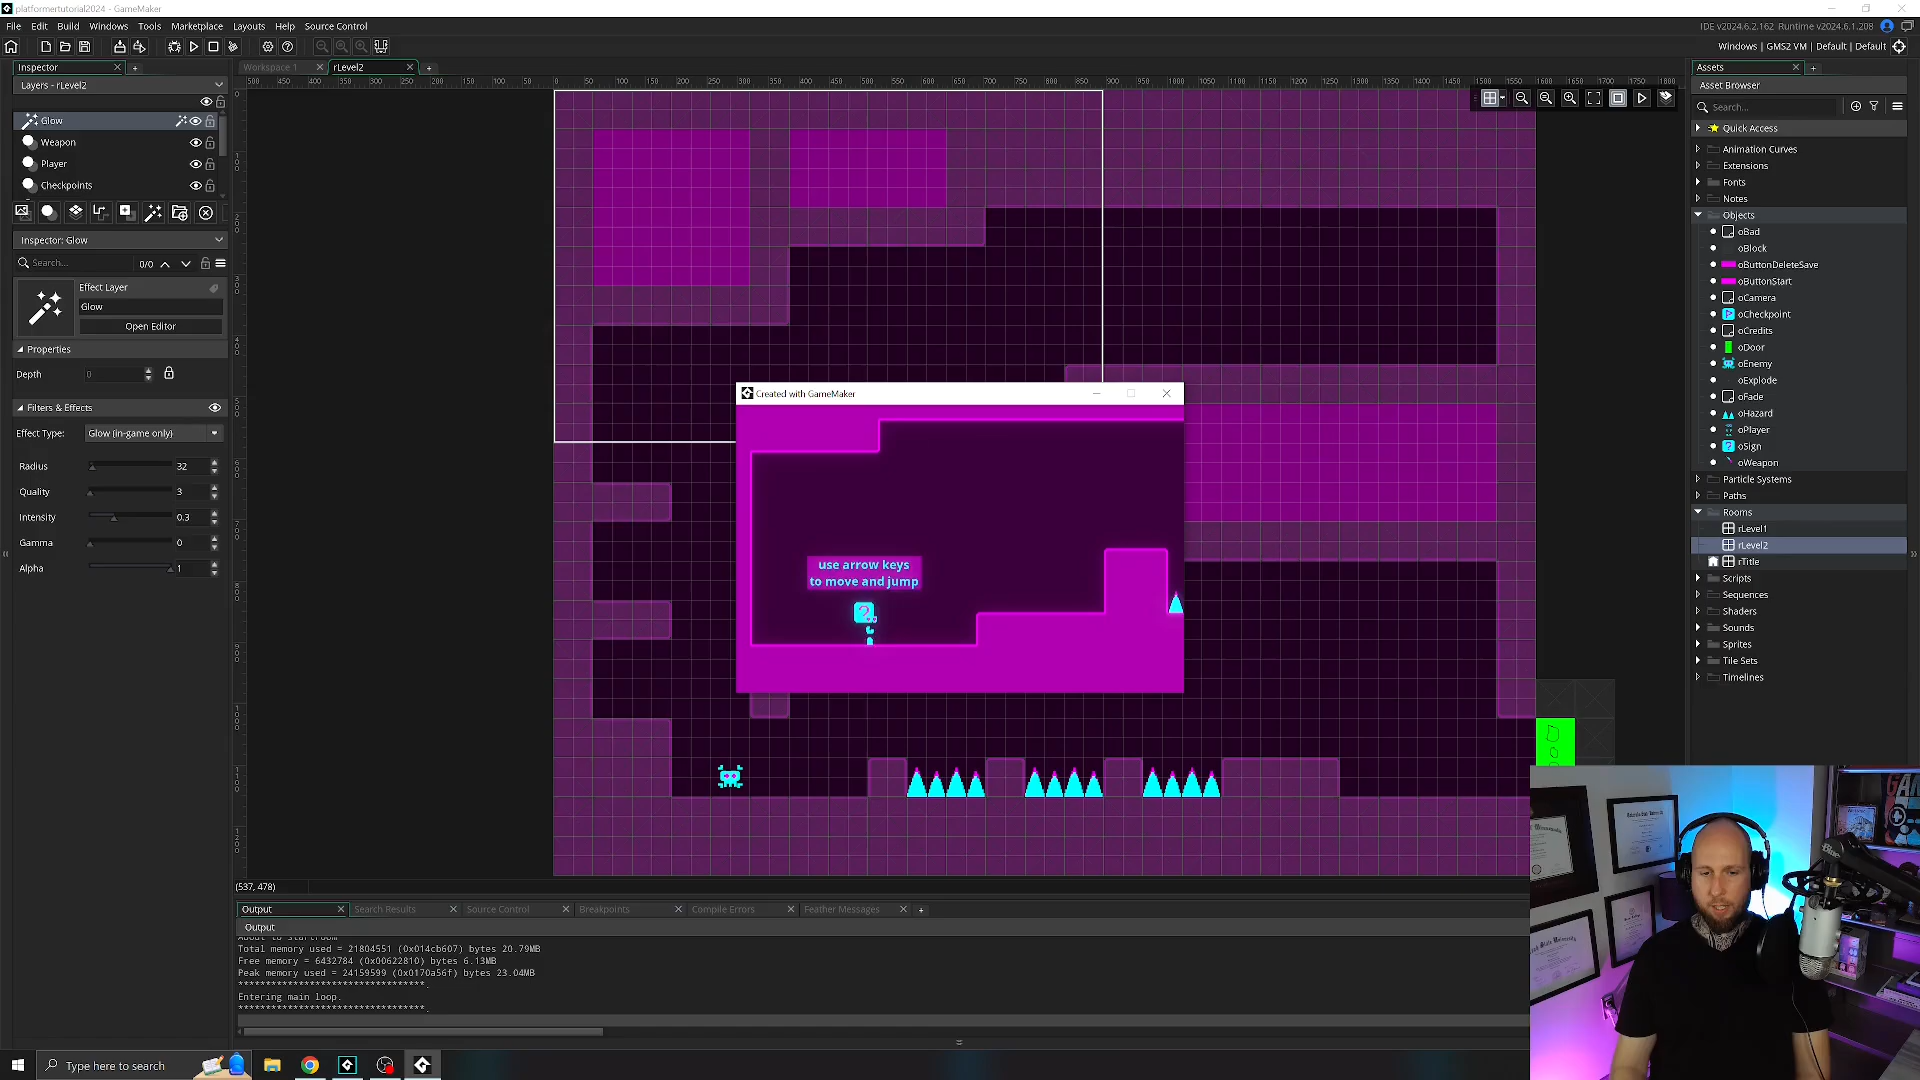 platformertutorial2024 - GameMaker
File Edit Build Windows Tools Marketplace Layouts Help Source Control
IDE v2024.6.2.162 Runtime v2024.6.1.208
Windows | GMS2 VM | Default | Default
Inspector
Workspace 1
rLevel2
Assets
Layers - rLevel2
Asset Browser
Glow
Weapon
Player
Checkpoints
Search...
Quick Access
Animation Curves
Extensions
Fonts
Notes
Objects
oBad
oBlock
oButtonDeleteSave
oButtonStart
oCamera
oCheckpoint
oCredits
oDoor
oEnemy
oExplode
oFade
oHazard
oPlayer
oSign
oWeapon
Particle Systems
Paths
Rooms
rLevel1
rLevel2
rTitle
Scripts
Sequences
Shaders
Sounds
Sprites
Tile Sets
Timelines
Inspector: Glow
Search... 0/0
Effect Layer
Glow
Open Editor
Properties
Depth 0
Filters & Effects
Effect Type: Glow (in-game only)
Radius 32
Quality 3
Intensity 0.3
Gamma 0
Alpha 1
Created with GameMaker
use arrow keys
to move and jump
?
(537, 478)
Output Search Results Source Control Breakpoints Compile Errors Feather Messages
Output
About to startroom
Total memory used = 21804551 (0x014cb607) bytes 20.79MB
Free memory = 6432784 (0x00622810) bytes 6.13MB
Peak memory used = 24159599 (0x0170a56f) bytes 23.04MB
Entering main loop.
Type here to search